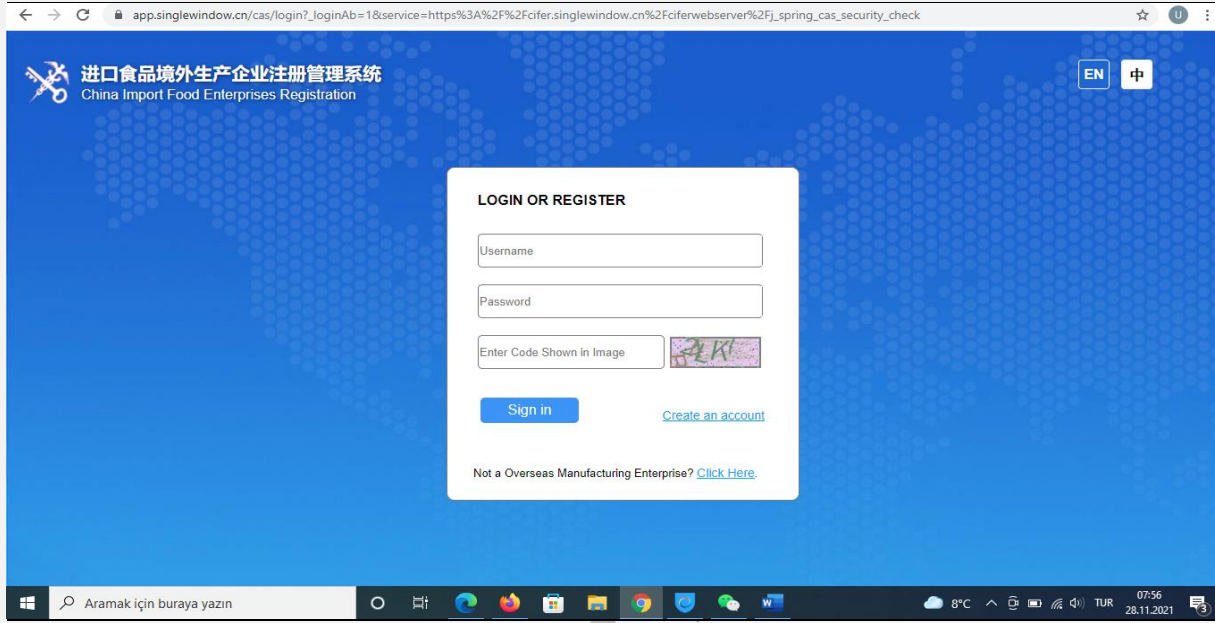 app.singlewindow.cn/cas/login?_loginAb=1&service=https%3A%2F%2Fcifer.singlewindow.cn%2Fciferwebserver%2Fj_spring_cas_security_check
U
进口食品境外生产企业注册管理系统
China Import Food Enterprises Registration
EN 中
LOGIN OR REGISTER
Username
Password
Enter Code Shown in Image
Sign in
Create an account
Not a Overseas Manufacturing Enterprise? Click Here.
Aramak için buraya yazın
8°C
TUR
07:56
28.11.2021
3